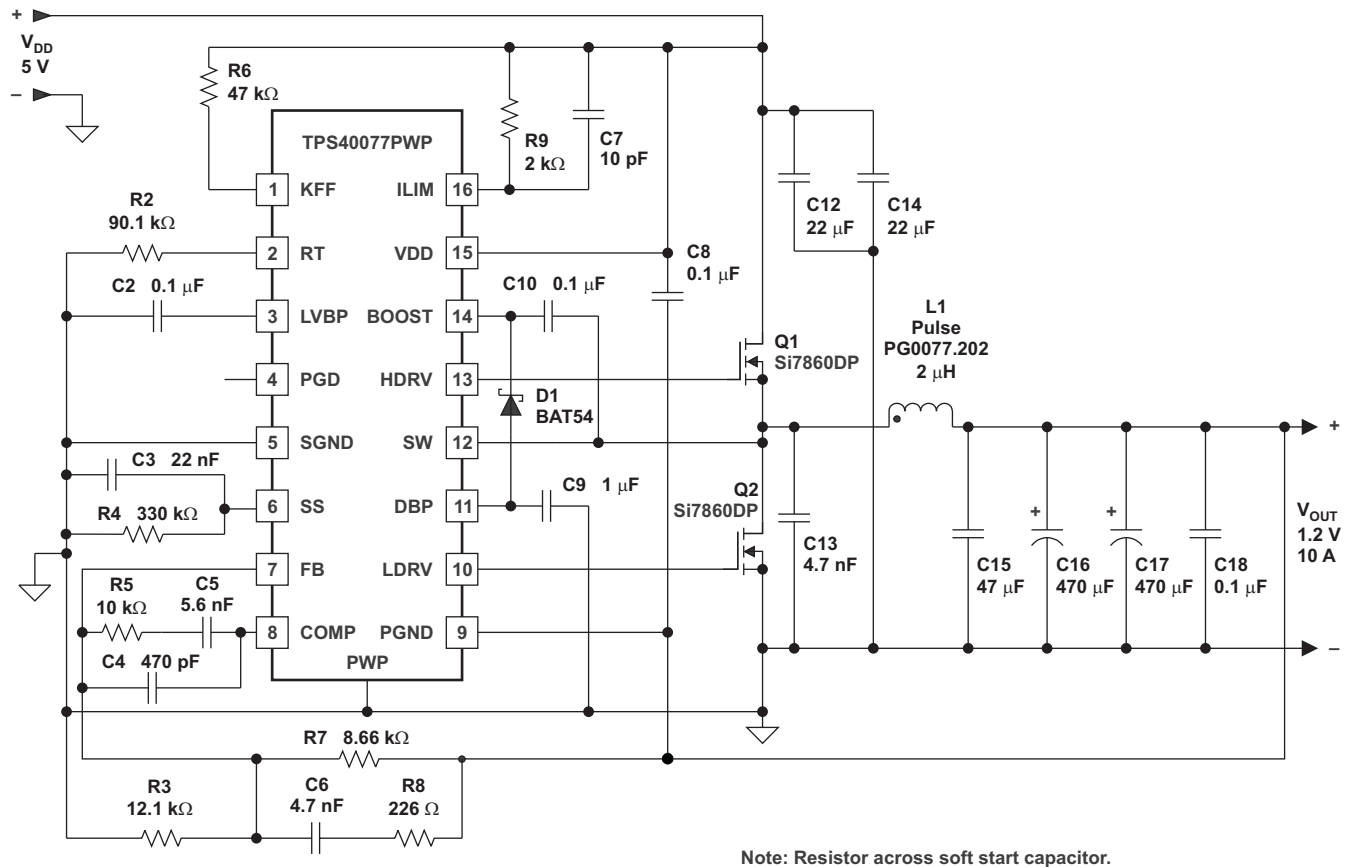 +
V_DD
5 V
−
R6
47 kΩ
TPS40077PWP
R9
2 kΩ
C7
10 pF
1 KFF
ILIM 16
R2
90.1 kΩ
2 RT
VDD 15
C8
0.1 μF
C12
22 μF
C14
22 μF
C2 0.1 μF
3 LVBP
BOOST 14
C10 0.1 μF
4 PGD
HDRV 13
D1
BAT54
Q1
Si7860DP
L1
Pulse
PG0077.202
2 μH
5 SGND
SW 12
C3 22 nF
R4 330 kΩ
6 SS
DBP 11
C9 1 μF
Q2
Si7860DP
C13
4.7 nF
7 FB
LDRV 10
R5
10 kΩ
C5
5.6 nF
8 COMP
PGND 9
C4 470 pF
PWP
+
+
+
C15
47 μF
C16
470 μF
C17
470 μF
C18
0.1 μF
V_OUT
1.2 V
10 A
−
R7 8.66 kΩ
R3
12.1 kΩ
C6
4.7 nF
R8
226 Ω
Note: Resistor across soft start capacitor.